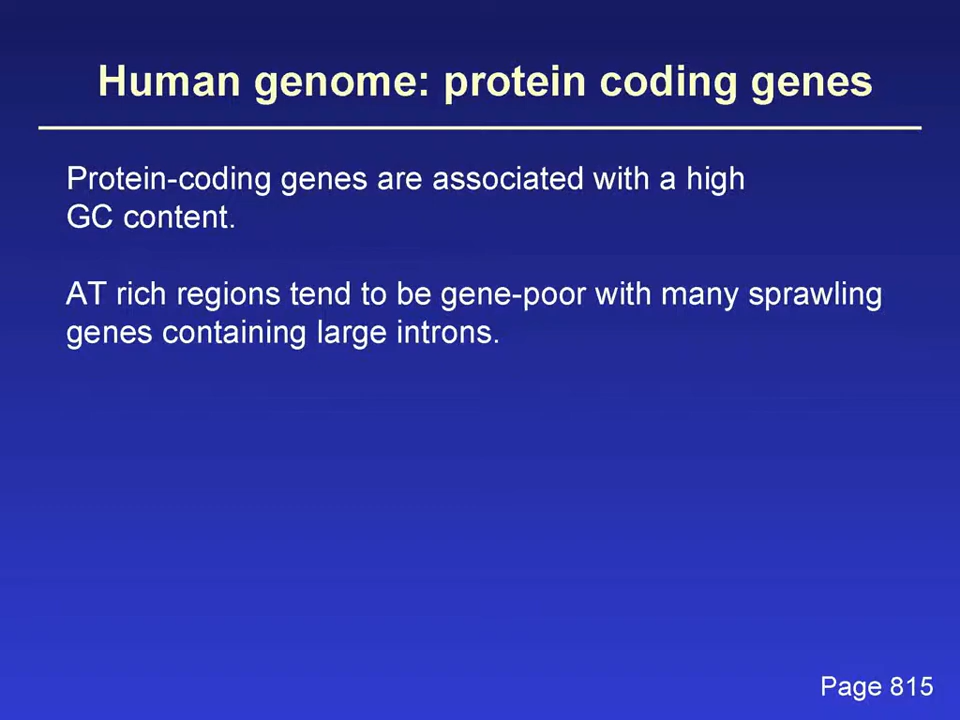 Human genome: protein coding genes
Protein-coding genes are associated with a high
GC content.
AT rich regions tend to be gene-poor with many sprawling
genes containing large introns.
Page 815